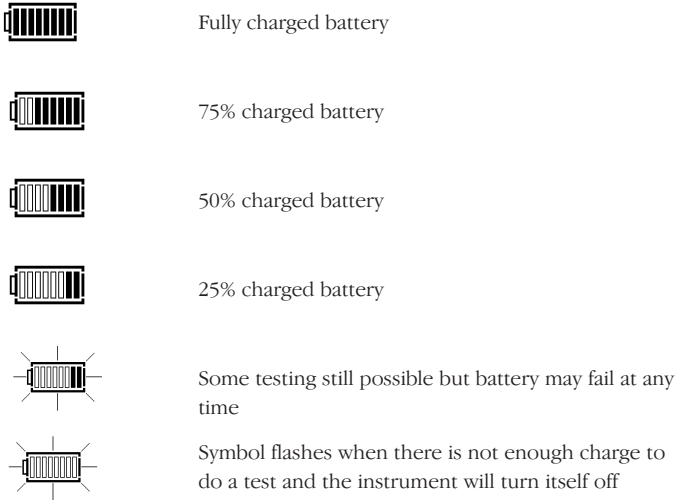 Fully charged battery
75% charged battery
50% charged battery
25% charged battery
Some testing still possible but battery may fail at any
time
Symbol flashes when there is not enough charge to
do a test and the instrument will turn itself off